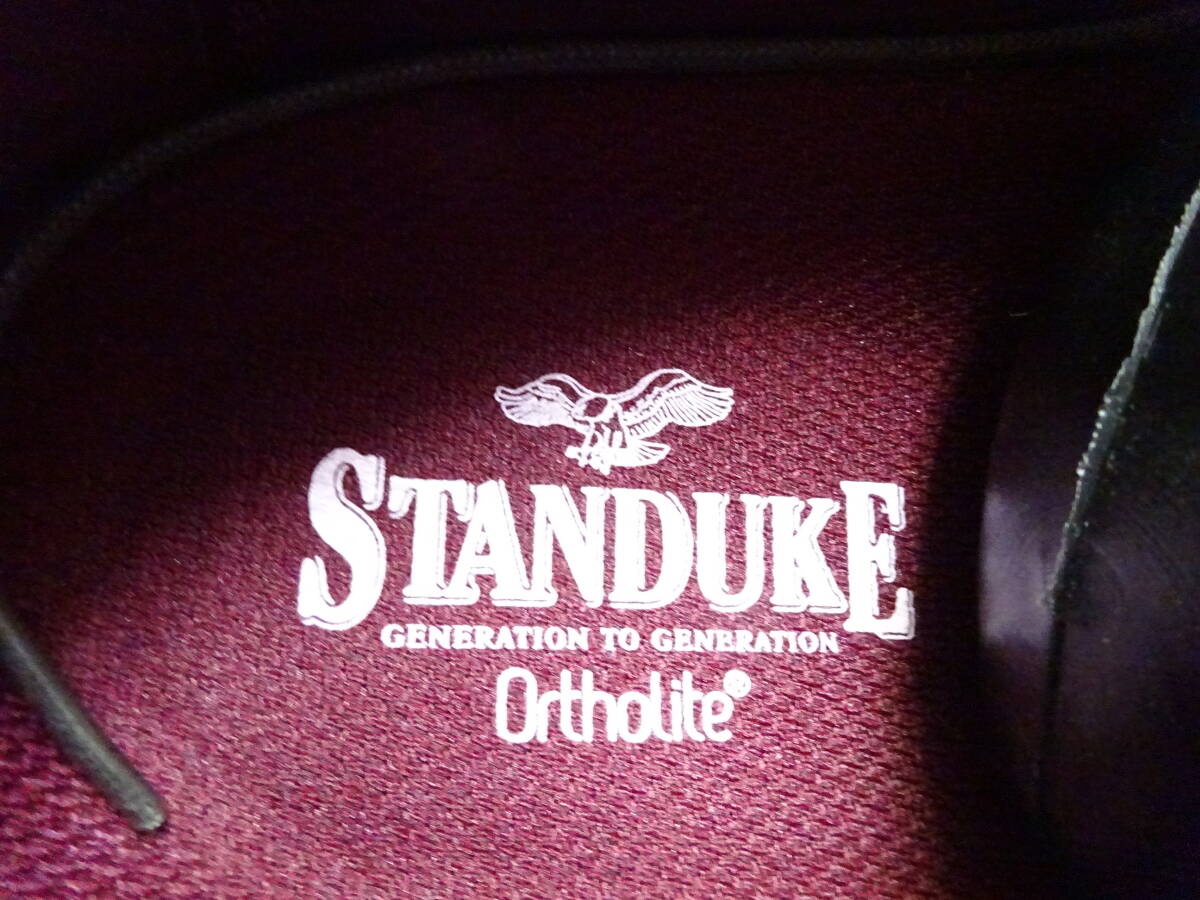 STANDUKE
GENERATION TO GENERATION
Ortholite®